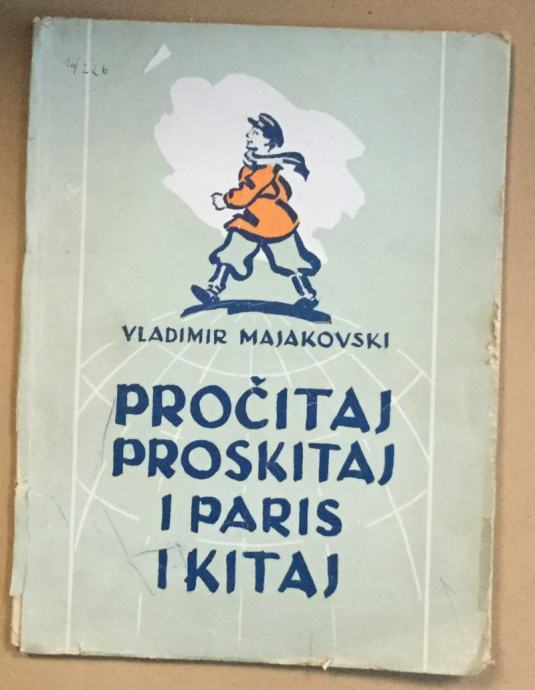 VLADIMIR MAJAKOVSKI
PROČITAJ
PROSKITAJ
I PARIS
I KITAJ